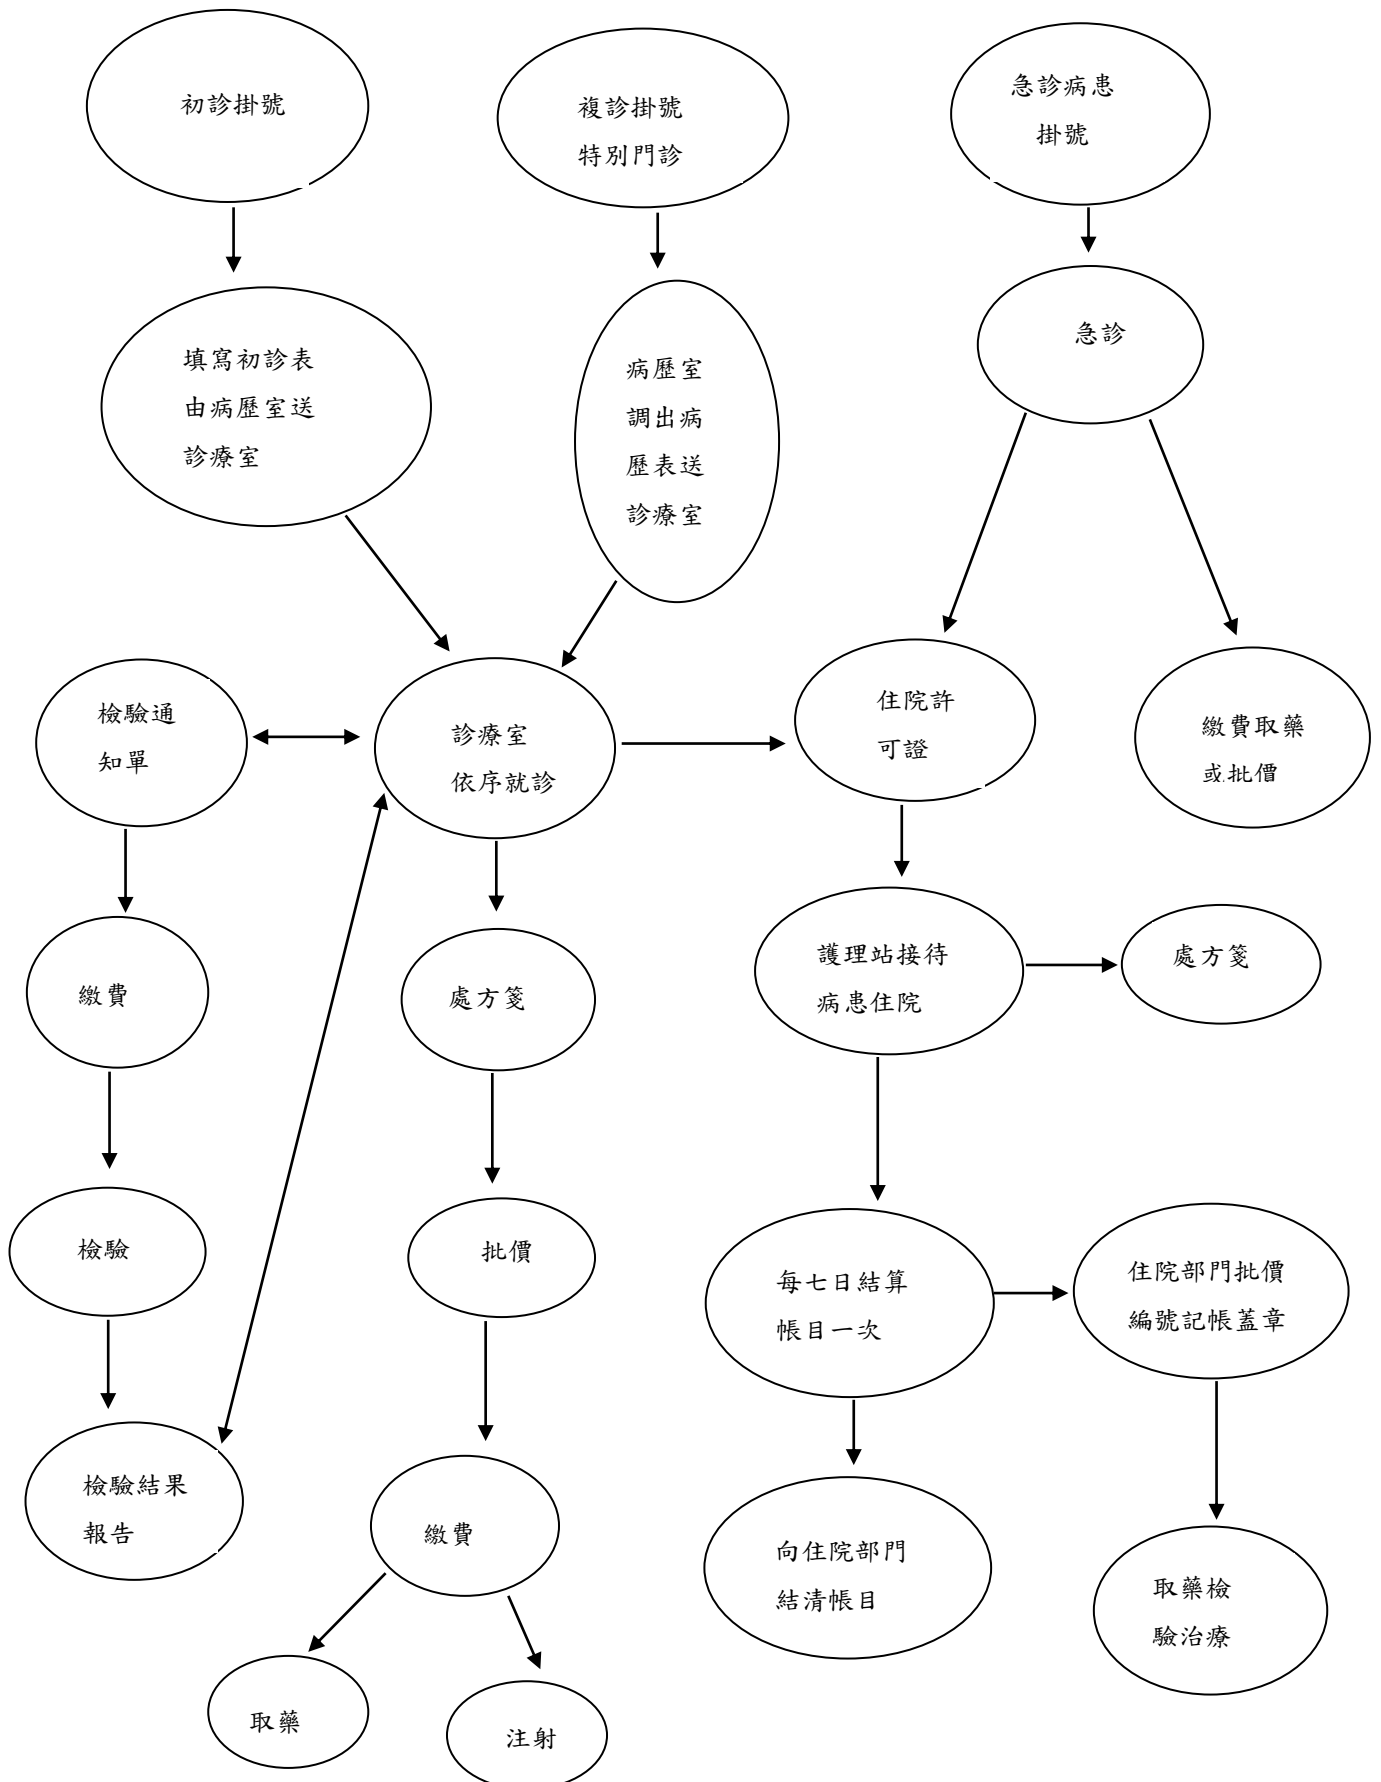 初診掛號
複診掛號
特別門診
急診病患
掛號
填寫初診表
由病歷室送
診療室
病歷室
調出病
歷表送
診療室
急診
檢驗通
知單
診療室
依序就診
住院許
可證
繳費取藥
或批價
繳費
處方箋
護理站接待
病患住院
處方箋
檢驗
批價
每七日結算
帳目一次
住院部門批價
編號記帳蓋章
檢驗結果
報告
繳費
向住院部門
結清帳目
取藥檢
驗治療
取藥
注射